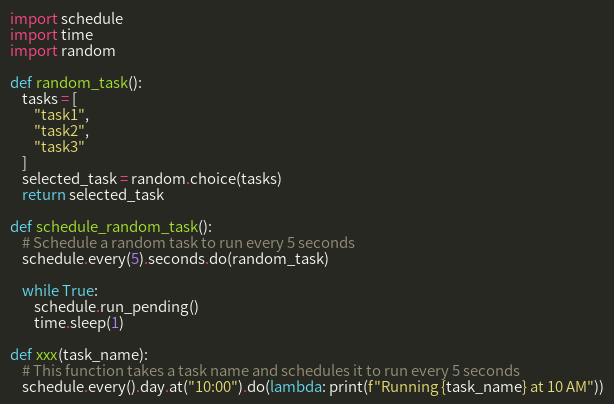 import schedule
import time
import random
def random_task():
tasks = [
"task1",
"task2",
"task3"
]
selected_task = random.choice(tasks)
return selected_task
def schedule_random_task():
# Schedule a random task to run every 5 seconds
schedule.every(5).seconds.do(random_task)
while True:
schedule.run_pending()
time.sleep(1)
def xxx(task_name):
# This function takes a task name and schedules it to run every 5 seconds
schedule.every().day.at("10:00").do(lambda: print(f"Running {task_name} at 10 AM"))